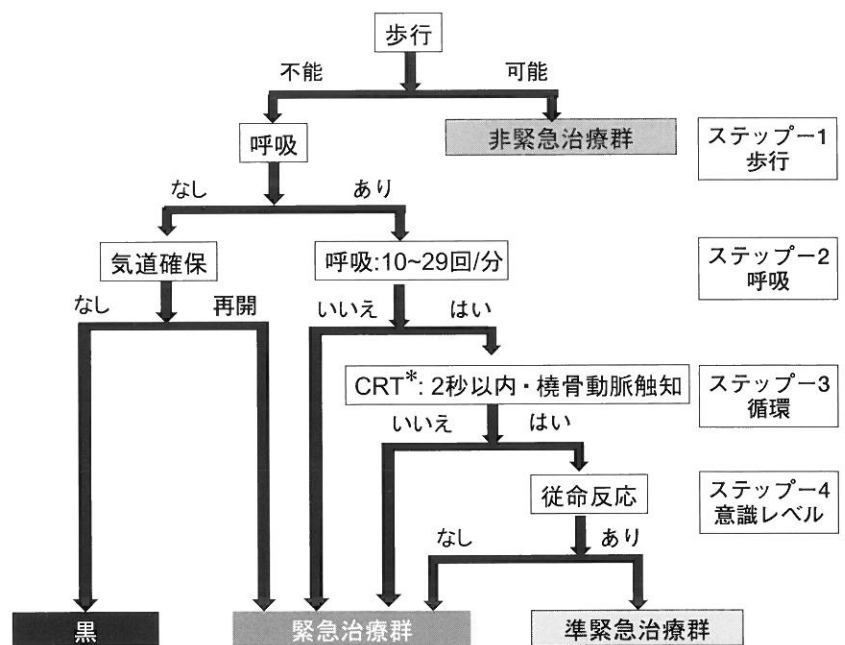 歩行
不能
可能
呼吸
非緊急治療群
ステップー1
歩行
なし
あり
気道確保
呼吸:10~29回/分
ステップー2
呼吸
なし
再開
いいえ
はい
CRT*: 2秒以内・橈骨動脈触知
ステップー3
循環
いいえ
はい
従命反応
ステップー4
意識レベル
なし
あり
黒
緊急治療群
準緊急治療群